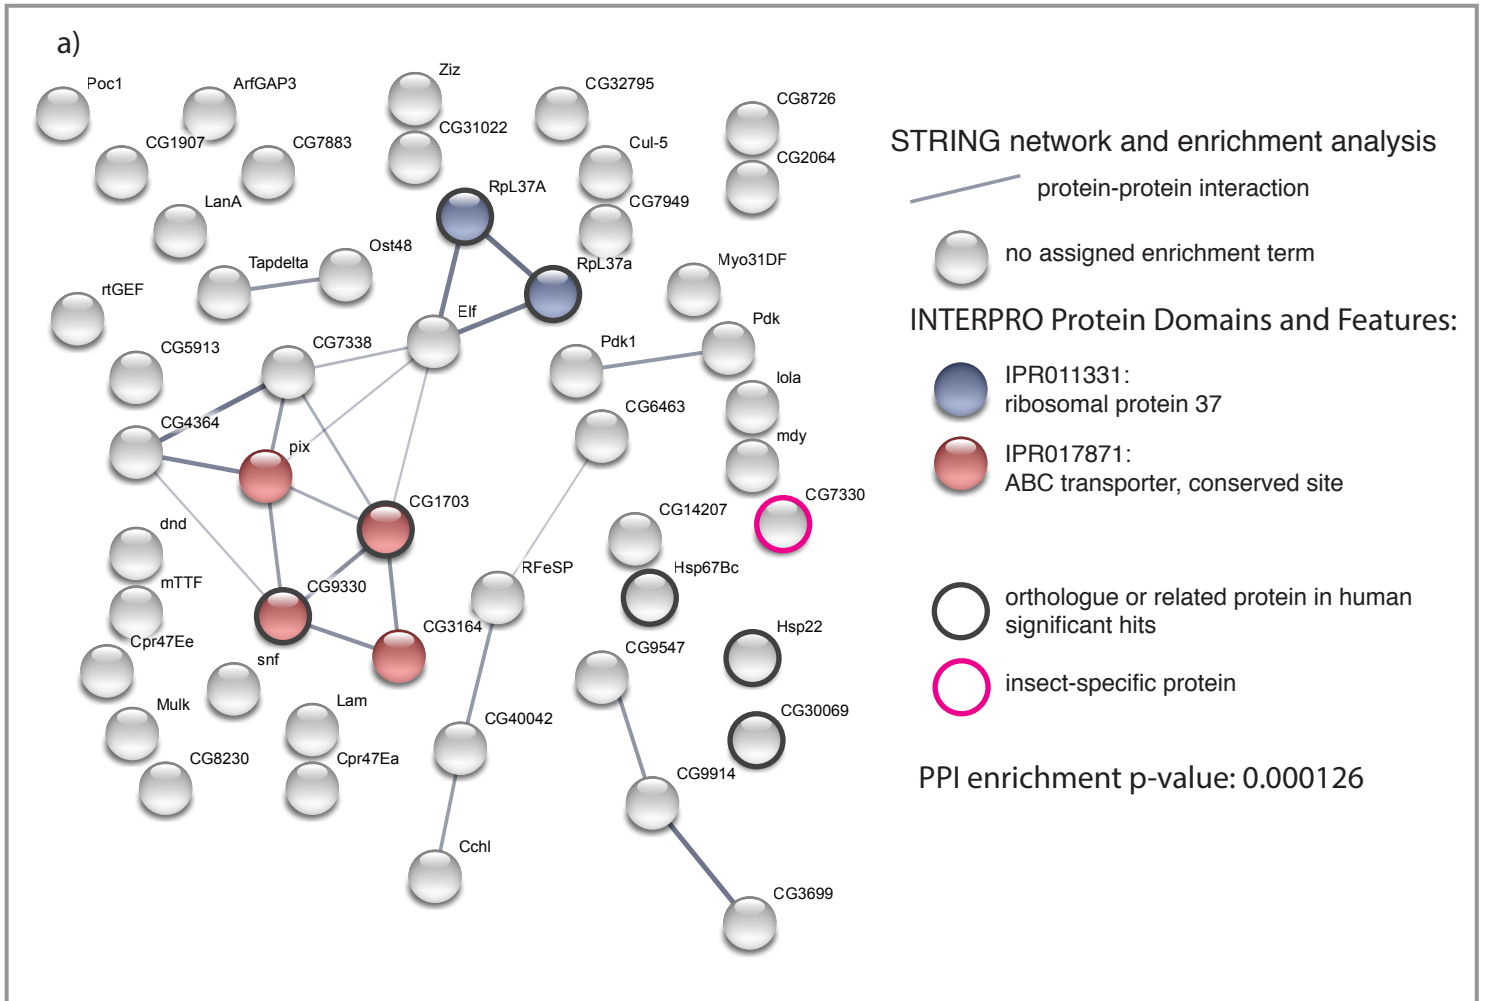 a)
Poc1
ArfGAP3
Ziz
CG32795
CG8726
CG1907
CG7883
CG31022
Cul-5
CG2064
LanA
RpL37A
CG7949
Tapdelta
Ost48
RpL37a
Myo31DF
rtGEF
Elf
Pdk
CG5913
CG7338
Pdk1
lola
CG4364
pix
CG6463
mdy
CG1703
CG7330
dnd
CG14207
mTTF
CG9330
RFeSP
Hsp67Bc
Cpr47Ee
snf
CG3164
CG9547
Hsp22
Mulk
Lam
CG40042
CG30069
CG8230
Cpr47Ea
CG9914
Cchl
CG3699
STRING network and enrichment analysis
protein-protein interaction
no assigned enrichment term
INTERPRO Protein Domains and Features:
IPR011331:
ribosomal protein 37
IPR017871:
ABC transporter, conserved site
orthologue or related protein in human
significant hits
insect-specific protein
PPI enrichment p-value: 0.000126